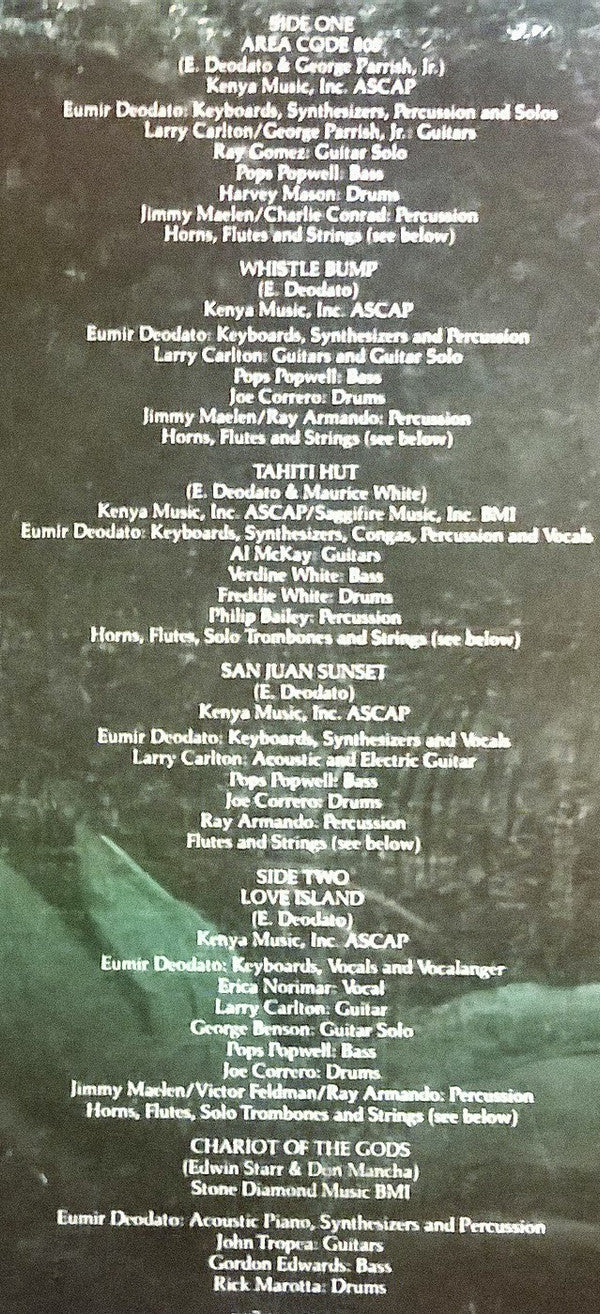 SIDE ONE
AREA CODE 808
(E. Deodato & George Parrish, Jr.)
Kenya Music, Inc. ASCAP
Eumir Deodato: Keyboards, Synthesizers, Percussion and Solos
Larry Carlton/George Parrish, Jr.: Guitars
Ray Gomez: Guitar Solo
Pops Popwell: Bass
Harvey Mason: Drums
Jimmy Maelen/Charlie Conrad: Percussion
Horns, Flutes and Strings (see below)
WHISTLE BUMP
(E. Deodato)
Kenya Music, Inc. ASCAP
Eumir Deodato: Keyboards, Synthesizers and Percussion
Larry Carlton: Guitars and Guitar Solo
Pops Popwell: Bass
Joe Correro: Drums
Jimmy Maelen/Ray Armando: Percussion
Horns, Flutes and Strings (see below)
TAHITI HUT
(E. Deodato & Maurice White)
Kenya Music, Inc. ASCAP/Saggifire Music, Inc. BMI
Eumir Deodato: Keyboards, Synthesizers, Congas, Percussion and Vocals
Al McKay: Guitars
Verdine White: Bass
Freddie White: Drums
Philip Bailey: Percussion
Horns, Flutes, Solo Trombones and Strings (see below)
SAN JUAN SUNSET
(E. Deodato)
Kenya Music, Inc. ASCAP
Eumir Deodato: Keyboards, Synthesizers and Vocals
Larry Carlton: Acoustic and Electric Guitar
Pops Popwell: Bass
Joe Correro: Drums
Ray Armando: Percussion
Flutes and Strings (see below)
SIDE TWO
LOVE ISLAND
(E. Deodato)
Kenya Music, Inc. ASCAP
Eumir Deodato: Keyboards, Vocals and Vocalanger
Erica Norimar: Vocal
Larry Carlton: Guitar
George Benson: Guitar Solo
Pops Popwell: Bass
Joe Correro: Drums
Jimmy Maelen/Victor Feldman/Ray Armando: Percussion
Horns, Flutes, Solo Trombones and Strings (see below)
CHARIOT OF THE GODS
(Edwin Starr & Don Mancha)
Stone Diamond Music BMI
Eumir Deodato: Acoustic Piano, Synthesizers and Percussion
John Tropea: Guitars
Gordon Edwards: Bass
Rick Marotta: Drums